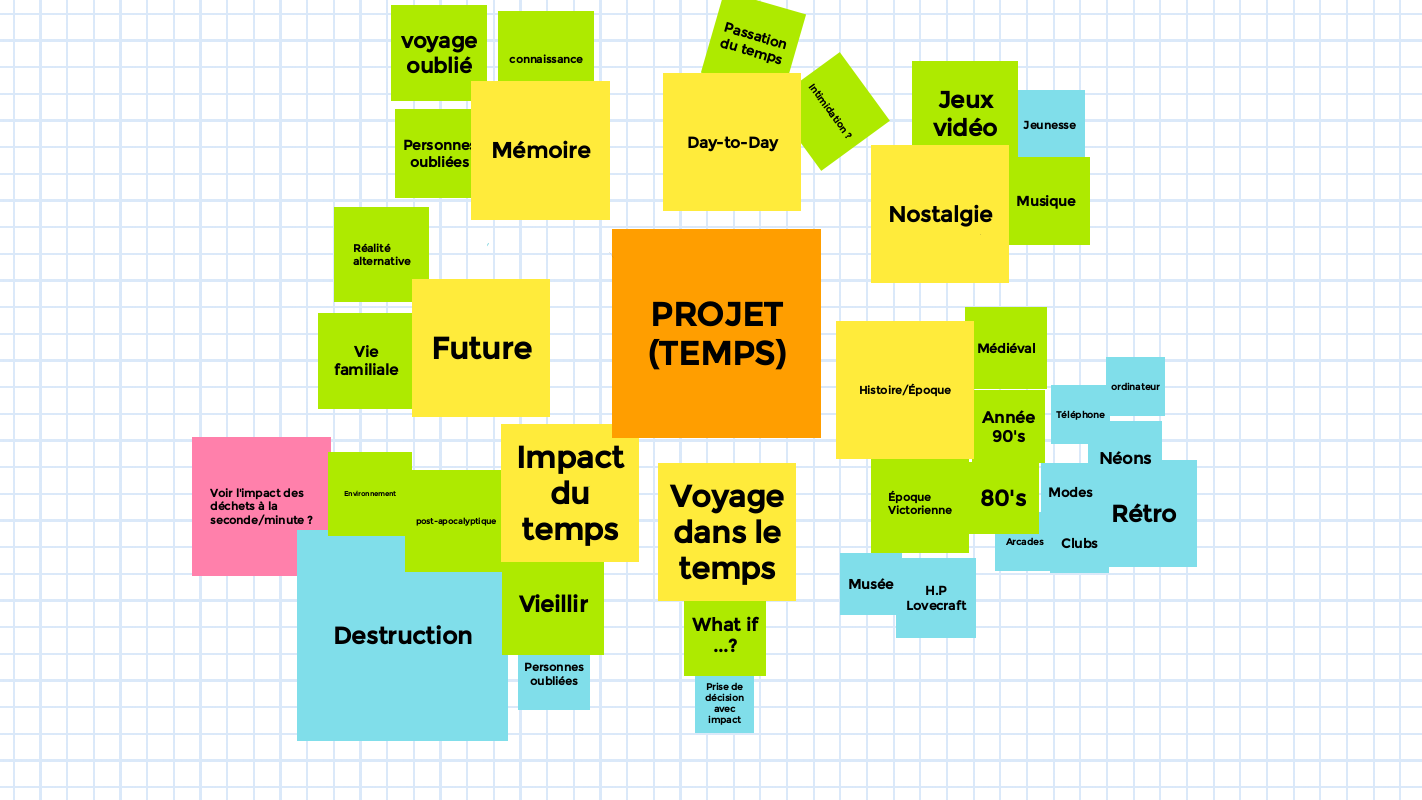 voyage
oublié
connaissance
Personnes
oubliées
Mémoire
Passation
du temps
Intimidation ?
Day-to-Day
Jeux
vidéo
Jeunesse
Musique
Nostalgie
Réalité
alternative
Vie
familiale
Future
PROJET
(TEMPS)
Histoire/Époque
Médiéval
Année
90's
ordinateur
Téléphone
Néons
Époque
Victorienne
80's
Modes
Rétro
Arcades
Clubs
Musée
H.P
Lovecraft
Voir l'impact des
déchets à la
seconde/minute ?
Environnement
post-apocalyptique
Impact
du
temps
Destruction
Vieillir
Personnes
oubliées
Voyage
dans le
temps
What if
...?
Prise de
décision
avec
impact